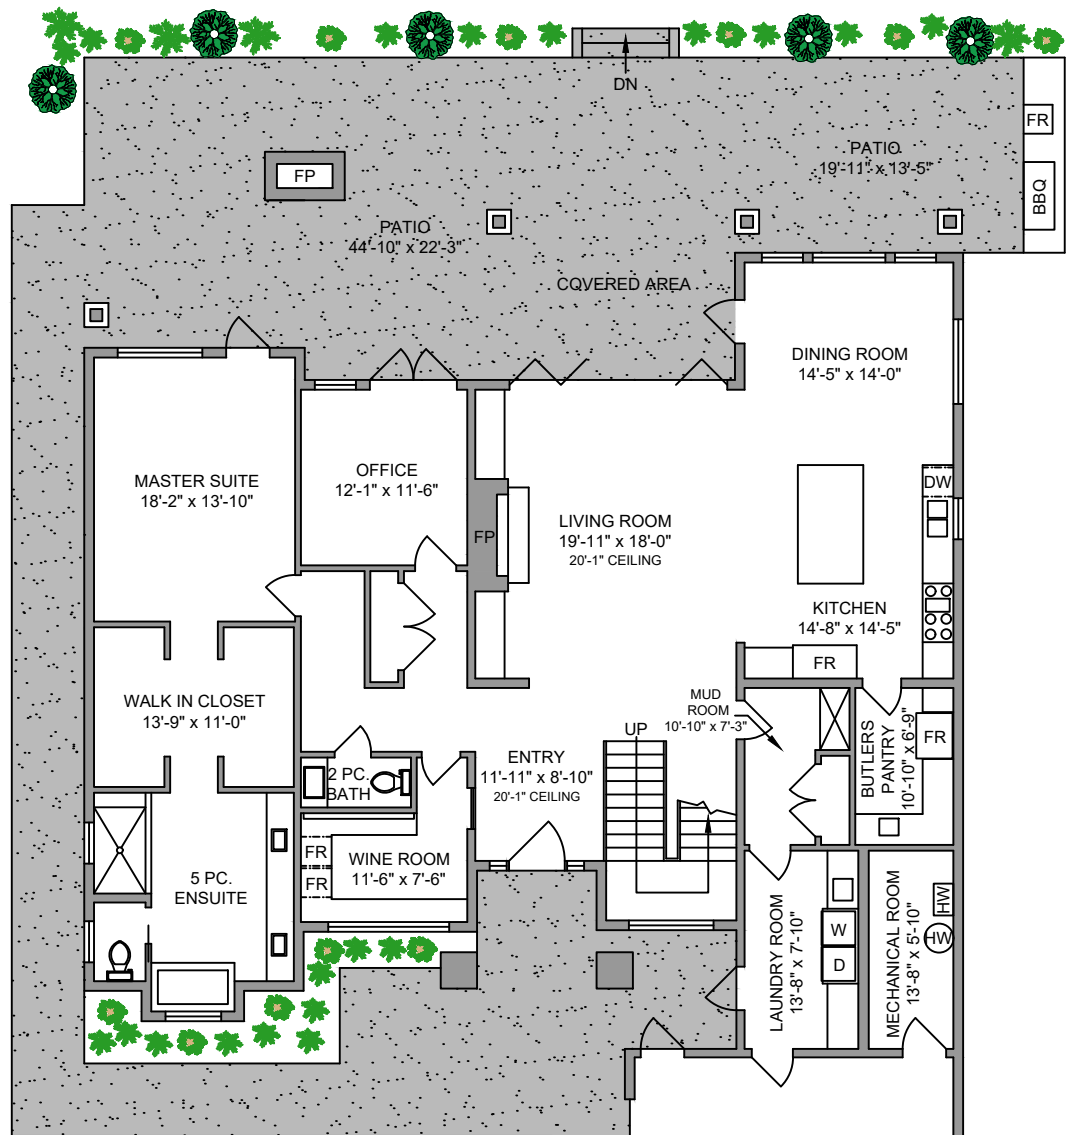 DN
FR
PATIO
19'-11" x 13'-5"
FP
BBQ
PATIO
44'-10" x 22'-3"
COVERED AREA
DINING ROOM
14'-5" x 14'-0"
MASTER SUITE
18'-2" x 13'-10"
OFFICE
12'-1" x 11'-6"
DW
LIVING ROOM
19'-11" x 18'-0"
20'-1" CEILING
FP
KITCHEN
14'-8" x 14'-5"
FR
WALK IN CLOSET
13'-9" x 11'-0"
MUD
ROOM
10'-10" x 7'-3"
UP
BUTLERS
PANTRY
10'-10" x 6'-9"
FR
ENTRY
11'-11" x 8'-10"
20'-1" CEILING
2 PC.
BATH
FR
FR
WINE ROOM
11'-6" x 7'-6"
5 PC.
ENSUITE
LAUNDRY ROOM
13'-8" x 7'-10"
W
D
MECHANICAL ROOM
13'-8" x 5'-10"
HW
HW